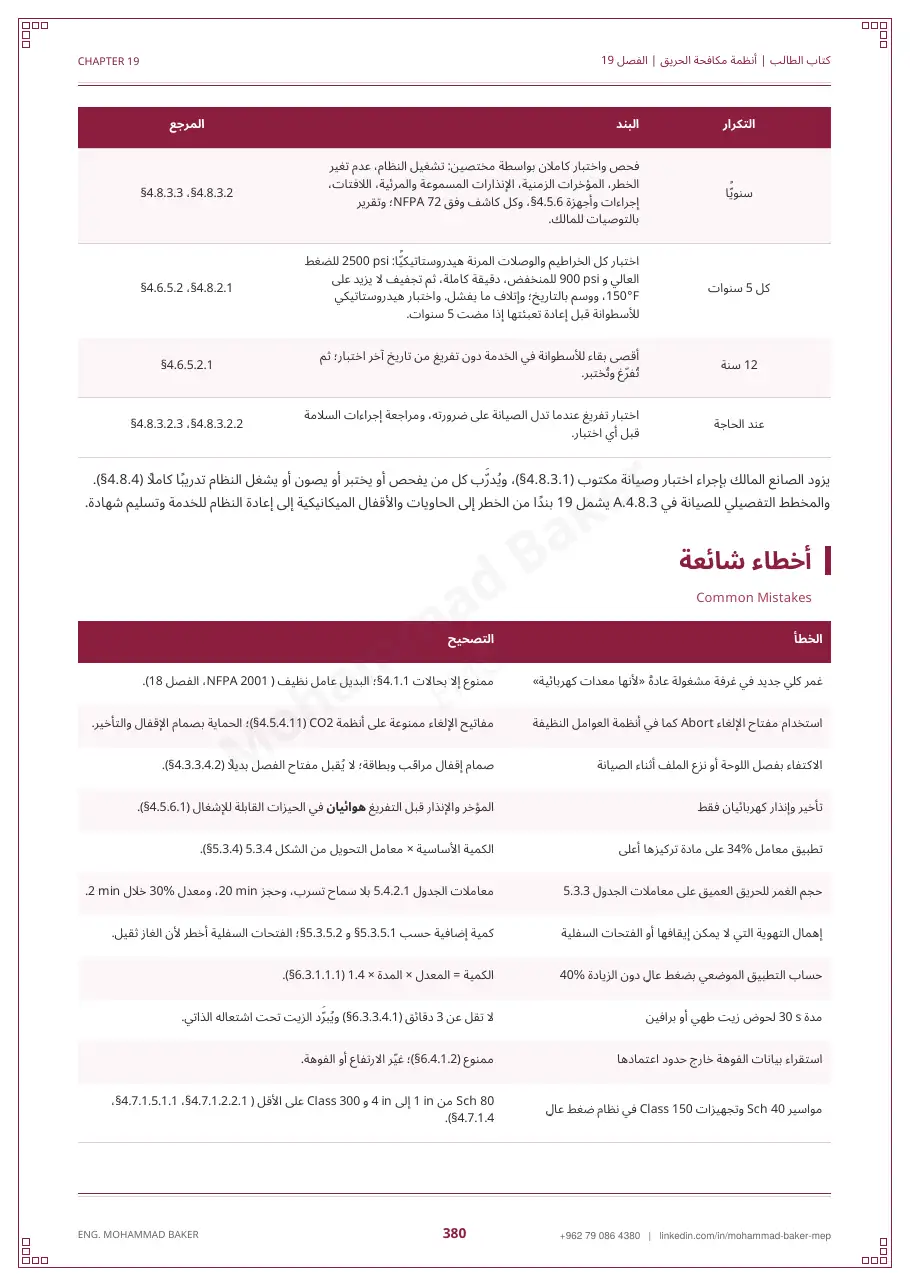 كتاب الطالب | أنظمة مكافحة الحريق | الفصل 19
CHAPTER 19
التكرار البند المرجع
سنويًّا
فحص واختبار كاملان بواسطة مختصين: تشغيل النظام، عدم تغير
الخطر، المؤخرات الزمنية، الإنذارات المسموعة والمرئية، اللافتات،
إجراءات وأجهزة §4.5.6، وكل كاشف وفق NFPA 72؛ وتقرير
بالتوصيات للمالك.
§4.8.3.2، §4.8.3.3
كل 5 سنوات
اختبار كل الخراطيم والوصلات المرنة هيدروستاتيكيًّا: 2500 psi للضغط
العالي و 900 psi للمنخفض، دقيقة كاملة، ثم تجفيف لا يزيد على
150°F، ووسم بالتاريخ؛ وإتلاف ما يفشل. واختبار هيدروستاتيكي
للأسطوانة قبل إعادة تعبئتها إذا مضت 5 سنوات.
§4.8.2.1، §4.6.5.2
12 سنة
أقصى بقاء للأسطوانة في الخدمة دون تفريغ من تاريخ آخر اختبار؛ ثم
تُفرّغ وتُختبر.
§4.6.5.2.1
عند الحاجة
اختبار تفريغ عندما تدل الصيانة على ضرورته، ومراجعة إجراءات السلامة
قبل أي اختبار.
§4.8.3.2.2، §4.8.3.2.3
يزود الصانع المالك بإجراء اختبار وصيانة مكتوب (§4.8.3.1)، ويُدرَّب كل من يفحص أو يختبر أو يصون أو يشغل النظام تدريبًا كاملًا (§4.8.4).
والمخطط التفصيلي للصيانة في A.4.8.3 يشمل 19 بندًا من الخطر إلى الحاويات والأقفال الميكانيكية إلى إعادة النظام للخدمة وتسليم شهادة.
أخطاء شائعة
Common Mistakes
الخطأ التصحيح
غمر كلي جديد في غرفة مشغولة عادةً «لأنها معدات كهربائية» ممنوع إلا بحالات §4.1.1؛ البديل عامل نظيف (NFPA 2001، الفصل 18).
استخدام مفتاح الإلغاء Abort كما في أنظمة العوامل النظيفة مفاتيح الإلغاء ممنوعة على أنظمة CO2 (§4.5.4.11)؛ الحماية بصمام الإقفال والتأخير.
الاكتفاء بفصل اللوحة أو نزع الملف أثناء الصيانة صمام إقفال مراقَب وبطاقة؛ لا يُقبل مفتاح الفصل بديلًا (§4.3.3.4.2).
تأخير وإنذار كهربائيان فقط المؤخر والإنذار قبل التفريغ هوائيان في الحيزات القابلة للإشغال (§4.5.6.1).
تطبيق معامل 34% على مادة تركيزها أعلى الكمية الأساسية × معامل التحويل من الشكل 5.3.4 (§5.3.4).
حجم الغمر للحريق العميق على معاملات الجدول 5.3.3 معاملات الجدول 5.4.2.1 بلا سماح تسرب، وحجز 20 min، ومعدل 30% خلال 2 min.
إهمال التهوية التي لا يمكن إيقافها أو الفتحات السفلية كمية إضافية حسب §5.3.5.1 و §5.3.5.2؛ الفتحات السفلية أخطر لأن الغاز ثقيل.
حساب التطبيق الموضعي بضغط عالٍ دون الزيادة 40% الكمية = المعدل × المدة × 1.4 (§6.3.1.1.1).
مدة 30 s لحوض زيت طهي أو برافين لا تقل عن 3 دقائق (§6.3.3.4.1) ويُبرَّد الزيت تحت اشتعاله الذاتي.
استقراء بيانات الفوهة خارج حدود اعتمادها ممنوع (§6.4.1.2)؛ غيّر الارتفاع أو الفوهة.
مواسير Sch 40 وتجهيزات Class 150 في نظام ضغط عالٍ
Sch 80 من 1 in إلى 4 in و Class 300 على الأقل (§4.7.1.2.2.1، §4.7.1.5.1.1،
§4.7.1.4).
Mohammad Baker
ENG. MOHAMMAD BAKER
380
+962 79 086 4380 | linkedin.com/in/mohammad-baker-mep